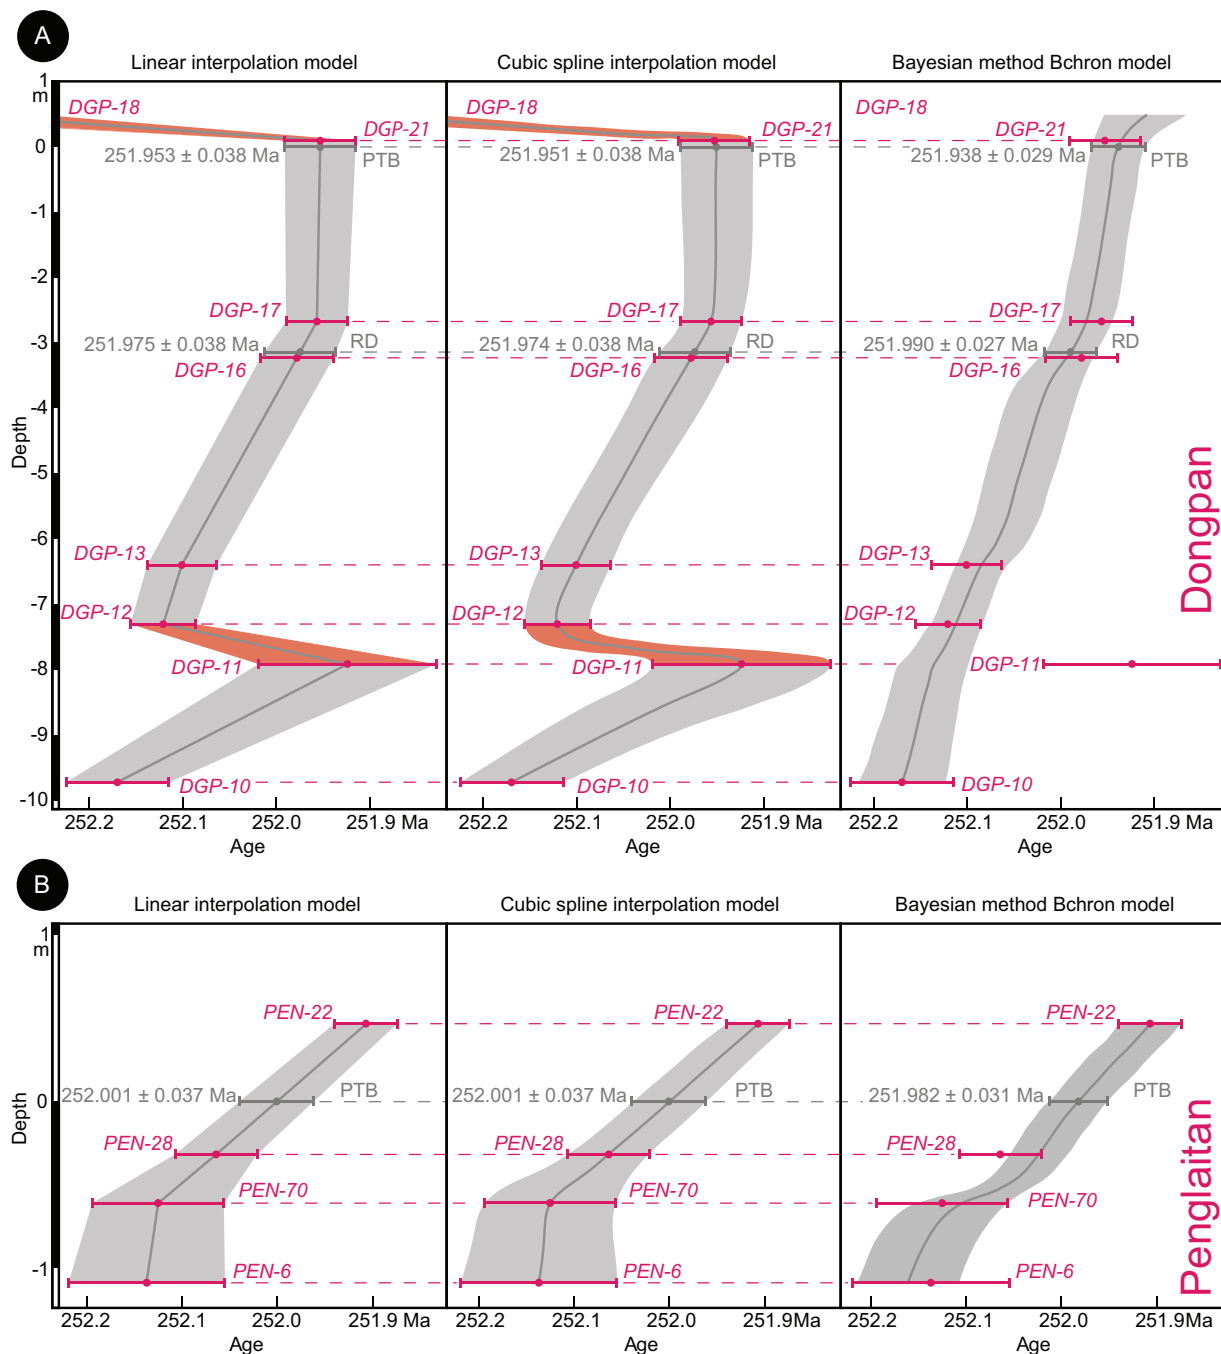 A
Linear interpolation model
Cubic spline interpolation model
Bayesian method Bchron model
1
m
DGP-18
DGP-18
DGP-18
DGP-21
DGP-21
DGP-21
0
251.953 ± 0.038 Ma
PTB
251.951 ± 0.038 Ma
PTB
251.938 ± 0.029 Ma
PTB
-1
-2
DGP-17
DGP-17
DGP-17
-3
251.975 ± 0.038 Ma
RD
251.974 ± 0.038 Ma
RD
251.990 ± 0.027 Ma
RD
DGP-16
DGP-16
DGP-16
-4
Depth
-5
-6
DGP-13
DGP-13
DGP-13
-7
DGP-12
DGP-12
DGP-12
DGP-11
DGP-11
DGP-11
-8
-9
DGP-10
DGP-10
DGP-10
-10
Dongpan
252.2
252.1
252.0
251.9 Ma
252.2
252.1
252.0
251.9 Ma
252.2
252.1
252.0
251.9 Ma
Age
Age
Age
B
Linear interpolation model
Cubic spline interpolation model
Bayesian method Bchron model
1
m
PEN-22
PEN-22
PEN-22
252.001 ± 0.037 Ma
PTB
252.001 ± 0.037 Ma
PTB
251.982 ± 0.031 Ma
PTB
0
Depth
PEN-28
PEN-28
PEN-28
PEN-70
PEN-70
PEN-70
-1
PEN-6
PEN-6
PEN-6
Penglaitan
252.2
252.1
252.0
251.9 Ma
252.2
252.1
252.0
251.9 Ma
252.2
252.1
252.0
251.9Ma
Age
Age
Age